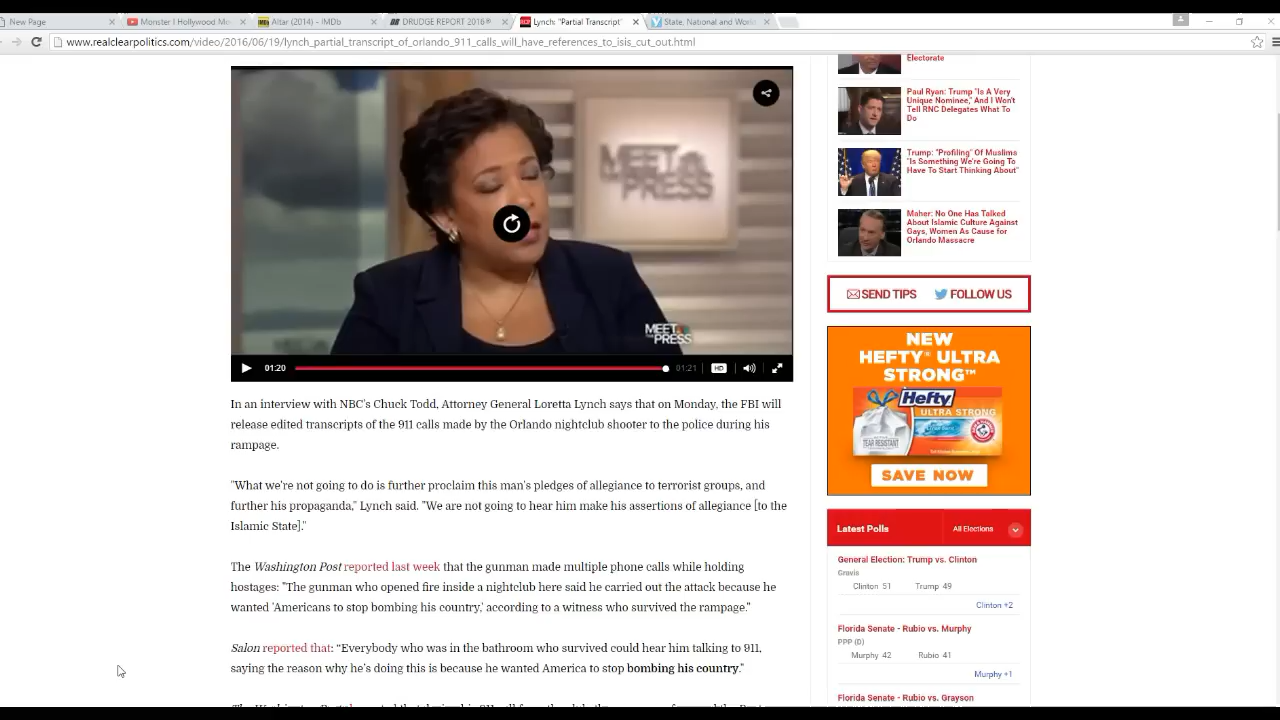 New Page
Monster | Hollywood.Mo
Altar (2014) - IMDb
DRUDGE REPORT 2016®
Lynch: "Partial Transcript"
State, National and World
www.realclearpolitics.com/video/2016/06/19/lynch_partial_transcript_of_orlando_911_calls_will_have_references_to_isis_cut_out.html
MEET THE PRESS
MEET THE PRESS
01:20
01:21
HD
In an interview with NBC's Chuck Todd, Attorney General Loretta Lynch says that on Monday, the FBI will
release edited transcripts of the 911 calls made by the Orlando nightclub shooter to the police during his
rampage.
"What we're not going to do is further proclaim this man's pledges of allegiance to terrorist groups, and
further his propaganda," Lynch said. "We are not going to hear him make his assertions of allegiance [to the
Islamic State]."
The Washington Post reported last week that the gunman made multiple phone calls while holding
hostages: "The gunman who opened fire inside a nightclub here said he carried out the attack because he
wanted 'Americans to stop bombing his country,' according to a witness who survived the rampage."
Salon reported that: "Everybody who was in the bathroom who survived could hear him talking to 911,
saying the reason why he's doing this is because he wanted America to stop bombing his country."
Electorate
Paul Ryan: Trump "Is A Very
Unique Nominee," And I Won't
Tell RNC Delegates What To
Do
Trump: "Profiling" Of Muslims
"Is Something We're Going To
Have To Start Thinking About"
Maher: No One Has Talked
About Islamic Culture Against
Gays, Women As Cause for
Orlando Massacre
SEND TIPS
FOLLOW US
NEW
HEFTY® ULTRA
STRONG™
Hefty
ULTRA STRONG
SAVE NOW
Latest Polls
All Elections
General Election: Trump vs. Clinton
Gravis
Clinton 51 Trump 49
Clinton +2
Florida Senate - Rubio vs. Murphy
PPP (D)
Murphy 42 Rubio 41
Murphy +1
Florida Senate - Rubio vs. Grayson